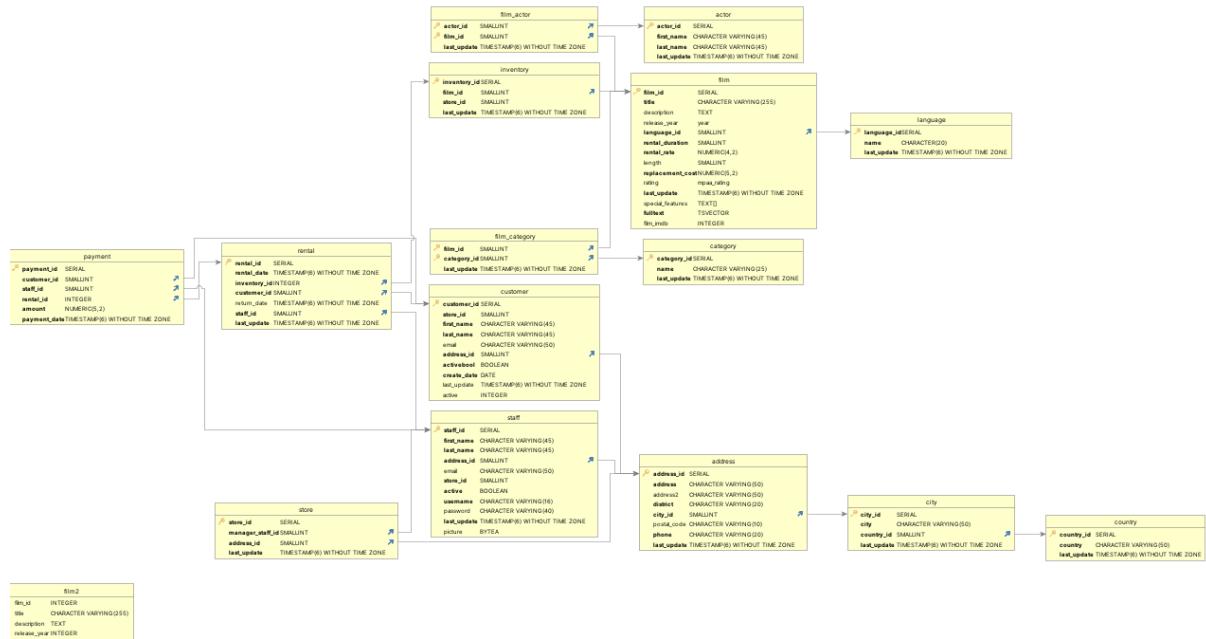 film_actor
actor_id SMALLINT
film_id SMALLINT
last_update TIMESTAMP(6) WITHOUT TIME ZONE
actor
actor_id SERIAL
first_name CHARACTER VARYING(45)
last_name CHARACTER VARYING(45)
last_update TIMESTAMP(6) WITHOUT TIME ZONE
inventory
inventory_id SERIAL
film_id SMALLINT
store_id SMALLINT
last_update TIMESTAMP(6) WITHOUT TIME ZONE
film
film_id SERIAL
title CHARACTER VARYING(255)
description TEXT
release_year year
language_id SMALLINT
rental_duration SMALLINT
rental_rate NUMERIC(4,2)
length SMALLINT
replacement_cost NUMERIC(5,2)
rating mpaa_rating
last_update TIMESTAMP(6) WITHOUT TIME ZONE
special_features TEXT[]
fulltext TSVECTOR
film_imdb INTEGER
language
language_id SERIAL
name CHARACTER(20)
last_update TIMESTAMP(6) WITHOUT TIME ZONE
film_category
film_id SMALLINT
category_id SMALLINT
last_update TIMESTAMP(6) WITHOUT TIME ZONE
category
category_id SERIAL
name CHARACTER VARYING(25)
last_update TIMESTAMP(6) WITHOUT TIME ZONE
payment
payment_id SERIAL
customer_id SMALLINT
staff_id SMALLINT
rental_id INTEGER
amount NUMERIC(5,2)
payment_date TIMESTAMP(6) WITHOUT TIME ZONE
rental
rental_id SERIAL
rental_date TIMESTAMP(6) WITHOUT TIME ZONE
inventory_id INTEGER
customer_id SMALLINT
return_date TIMESTAMP(6) WITHOUT TIME ZONE
staff_id SMALLINT
last_update TIMESTAMP(6) WITHOUT TIME ZONE
customer
customer_id SERIAL
store_id SMALLINT
first_name CHARACTER VARYING(45)
last_name CHARACTER VARYING(45)
email CHARACTER VARYING(50)
address_id SMALLINT
activebool BOOLEAN
create_date DATE
last_update TIMESTAMP(6) WITHOUT TIME ZONE
active INTEGER
staff
staff_id SERIAL
first_name CHARACTER VARYING(45)
last_name CHARACTER VARYING(45)
address_id SMALLINT
email CHARACTER VARYING(50)
store_id SMALLINT
active BOOLEAN
username CHARACTER VARYING(16)
password CHARACTER VARYING(40)
last_update TIMESTAMP(6) WITHOUT TIME ZONE
picture BYTEA
address
address_id SERIAL
address CHARACTER VARYING(50)
address2 CHARACTER VARYING(50)
district CHARACTER VARYING(20)
city_id SMALLINT
postal_code CHARACTER VARYING(10)
phone CHARACTER VARYING(20)
last_update TIMESTAMP(6) WITHOUT TIME ZONE
store
store_id SERIAL
manager_staff_id SMALLINT
address_id SMALLINT
last_update TIMESTAMP(6) WITHOUT TIME ZONE
city
city_id SERIAL
city CHARACTER VARYING(50)
country_id SMALLINT
last_update TIMESTAMP(6) WITHOUT TIME ZONE
country
country_id SERIAL
country CHARACTER VARYING(50)
last_update TIMESTAMP(6) WITHOUT TIME ZONE
film2
film_id INTEGER
title CHARACTER VARYING(255)
description TEXT
release_year INTEGER